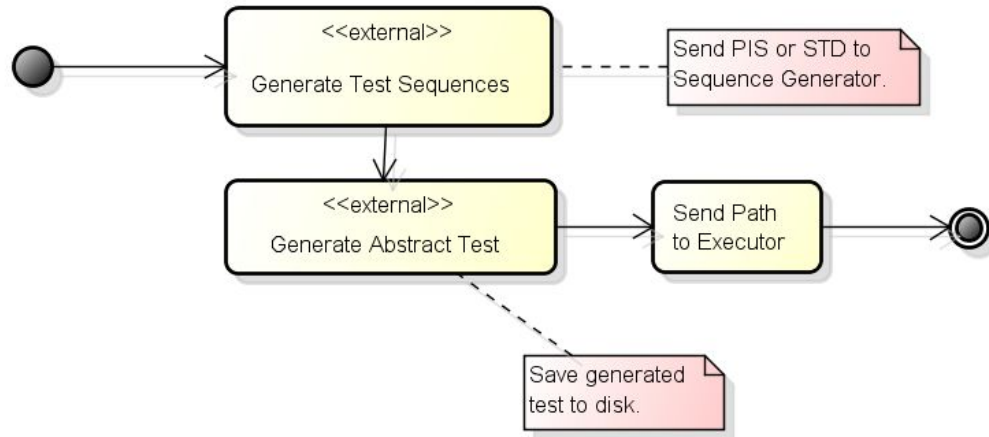 <<external>>
Generate Test Sequences
Send PIS or STD to
Sequence Generator.
<<external>>
Generate Abstract Test
Send Path
to Executor
Save generated
test to disk.